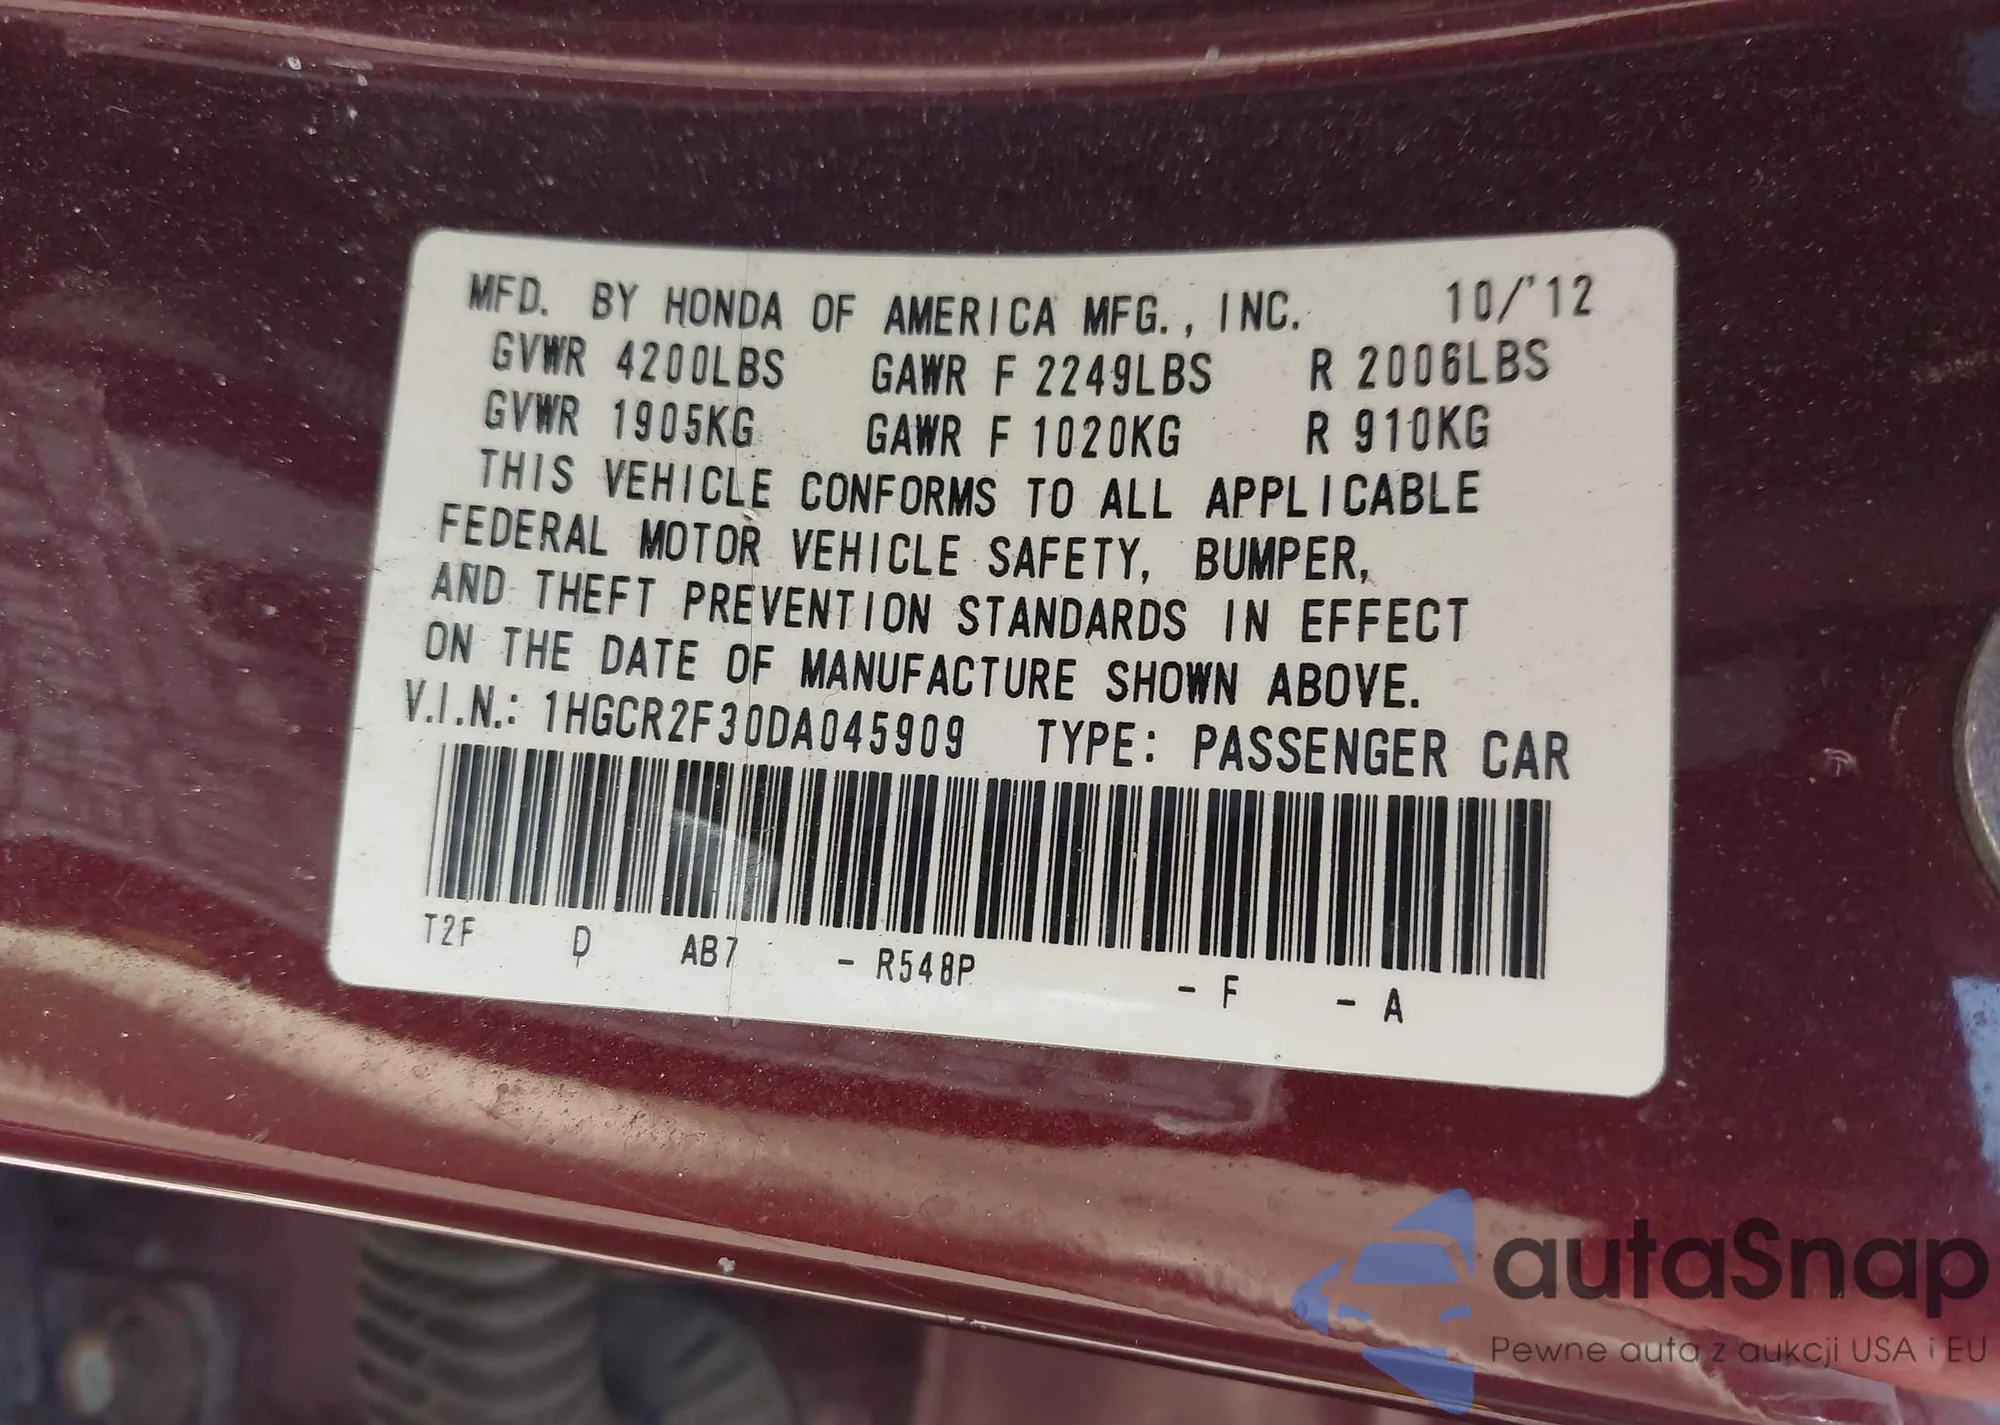 MFD. BY HONDA OF AMERICA MFG., INC. 10/'12
GVWR 4200LBS GAWR F 2249LBS R 2006LBS
GVWR 1905KG GAWR F 1020KG R 910KG
THIS VEHICLE CONFORMS TO ALL APPLICABLE
FEDERAL MOTOR VEHICLE SAFETY, BUMPER,
AND THEFT PREVENTION STANDARDS IN EFFECT
ON THE DATE OF MANUFACTURE SHOWN ABOVE.
V.I.N.: 1HGCR2F30DA045909 TYPE: PASSENGER CAR
T2F D AB7 - R548P - F - A
autaSnap
Pewne auta z aukcji USA i EU